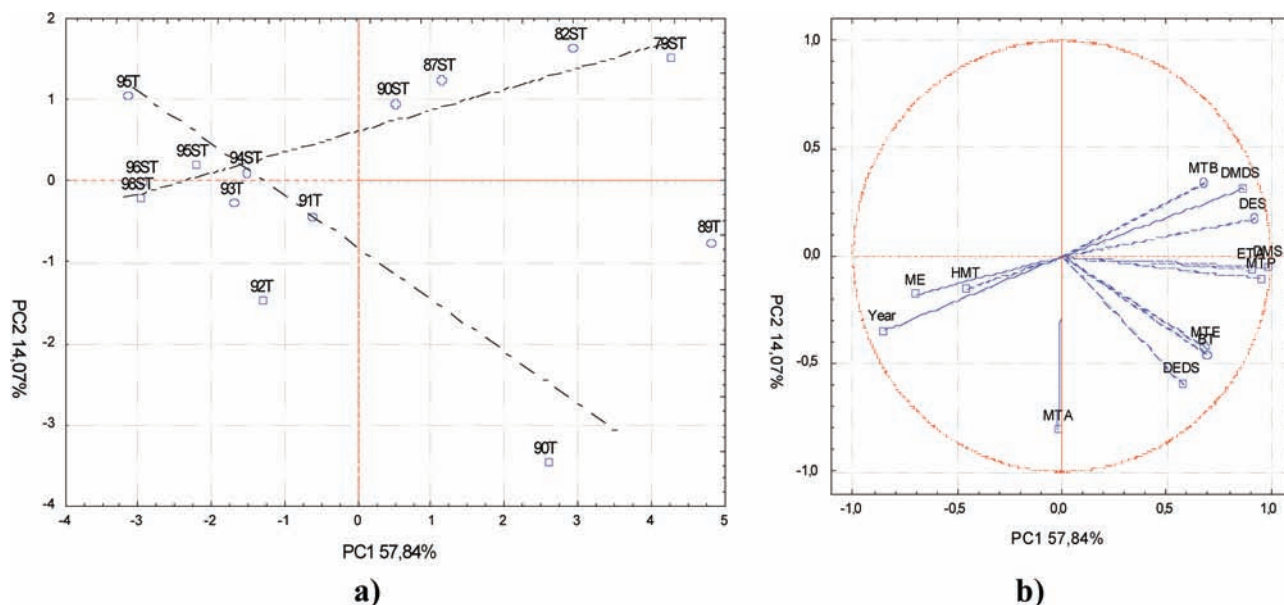 2
1
0
-1
-2
-3
-4
PC2 14,07%
82ST
79ST
87ST
90ST
95T
95ST
94ST
96ST
98ST
93T
91T
89T
92T
90T
-4 -3 -2 -1 0 1 2 3 4 5
PC1 57,84%
a)
1,0
0,5
0,0
-0,5
-1,0
PC2 14,07%
MTB DMDS
DES
ETA DMS
MTP
ME HMT
Year
MTE
BT
DEDS
MTA
-1,0 -0,5 0,0 0,5 1,0
PC1 57,84%
b)